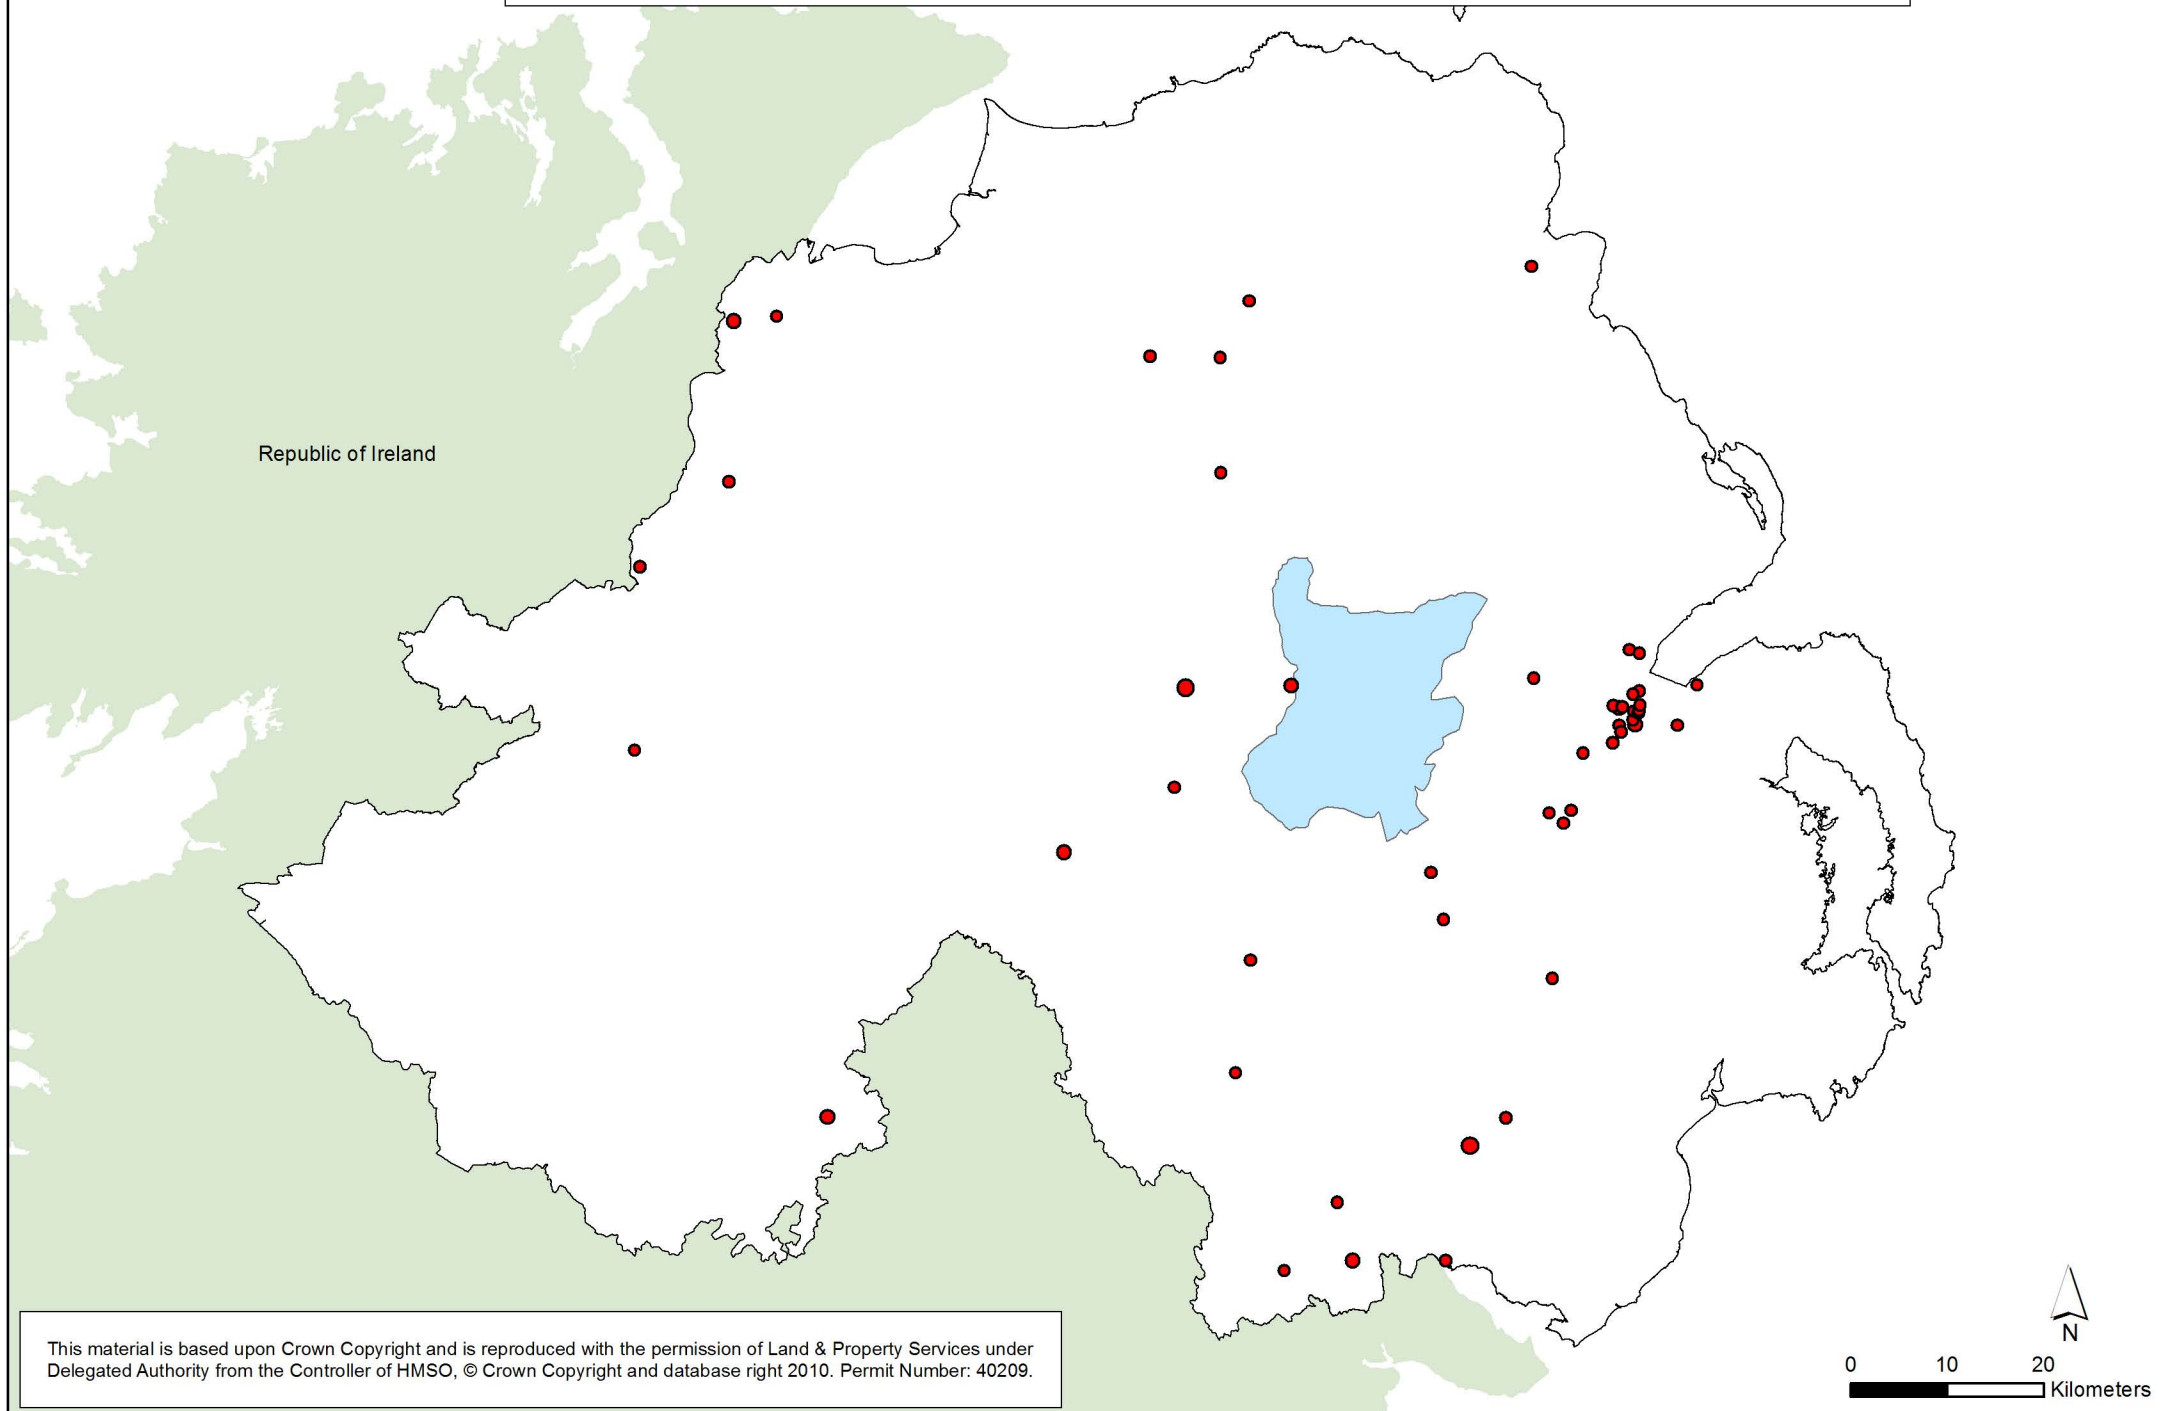 Republic of Ireland
This material is based upon Crown Copyright and is reproduced with the permission of Land & Property Services under
Delegated Authority from the Controller of HMSO, © Crown Copyright and database right 2010. Permit Number: 40209.
N
0 10 20
Kilometers